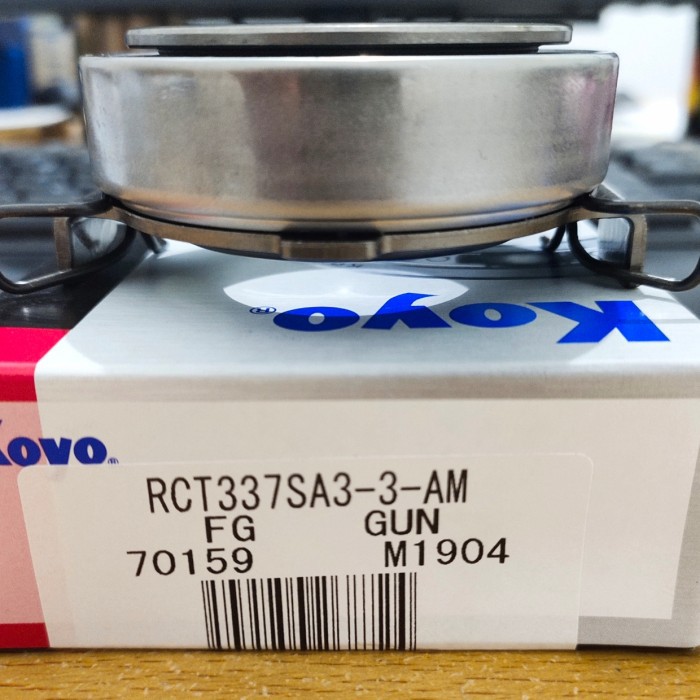 Koyo®
Koyo®
RCT337SA3-3-AM
FG GUN
70159 M1904